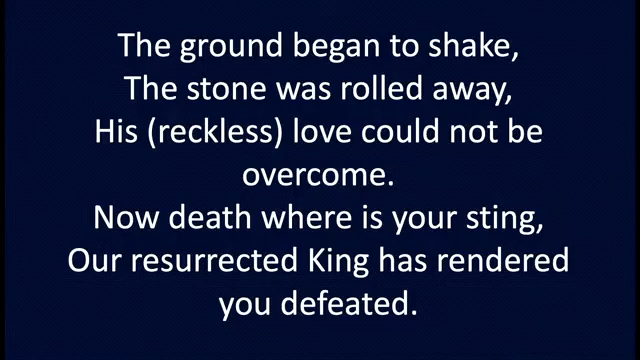 The ground began to shake,
The stone was rolled away,
His (reckless) love could not be
overcome.
Now death where is your sting,
Our resurrected King has rendered
you defeated.